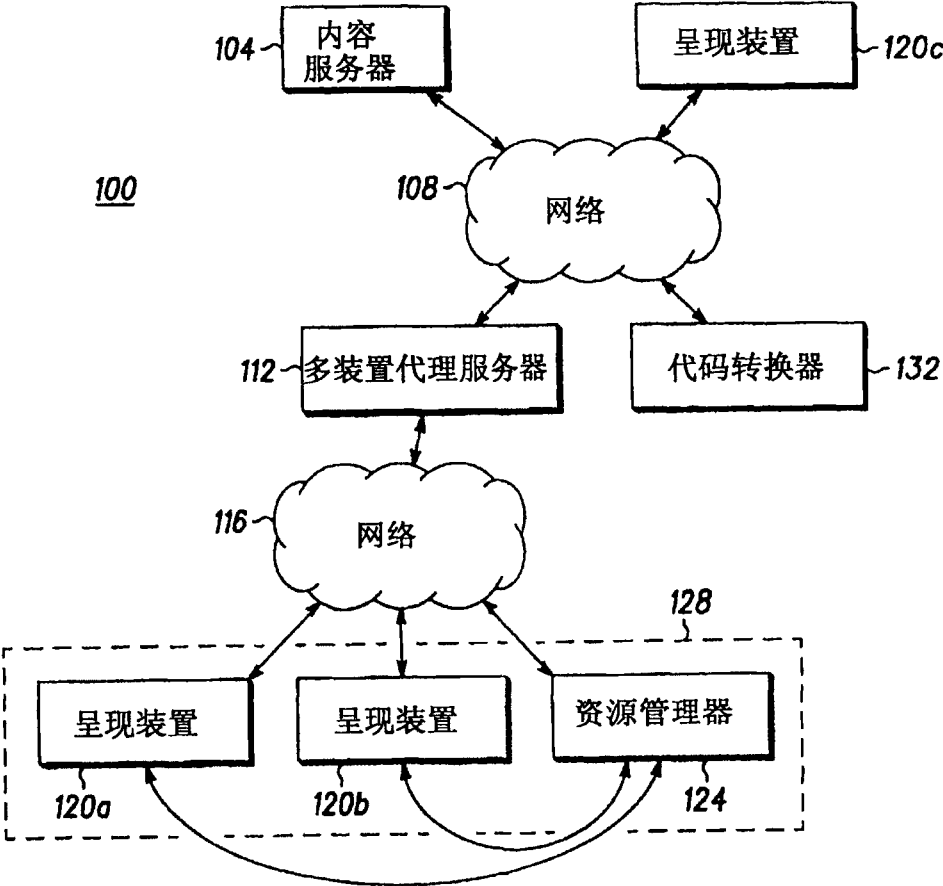 104
内容
服务器
呈现装置
120c
100
108
网络
112
多装置代理服务器
代码转换器
132
116
网络
128
呈现装置
呈现装置
资源管理器
120a
120b
124